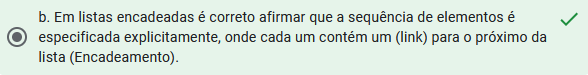 b. Em listas encadeadas é correto afirmar que a sequência de elementos é
especificada explicitamente, onde cada um contém um (link) para o próximo da
lista (Encadeamento).